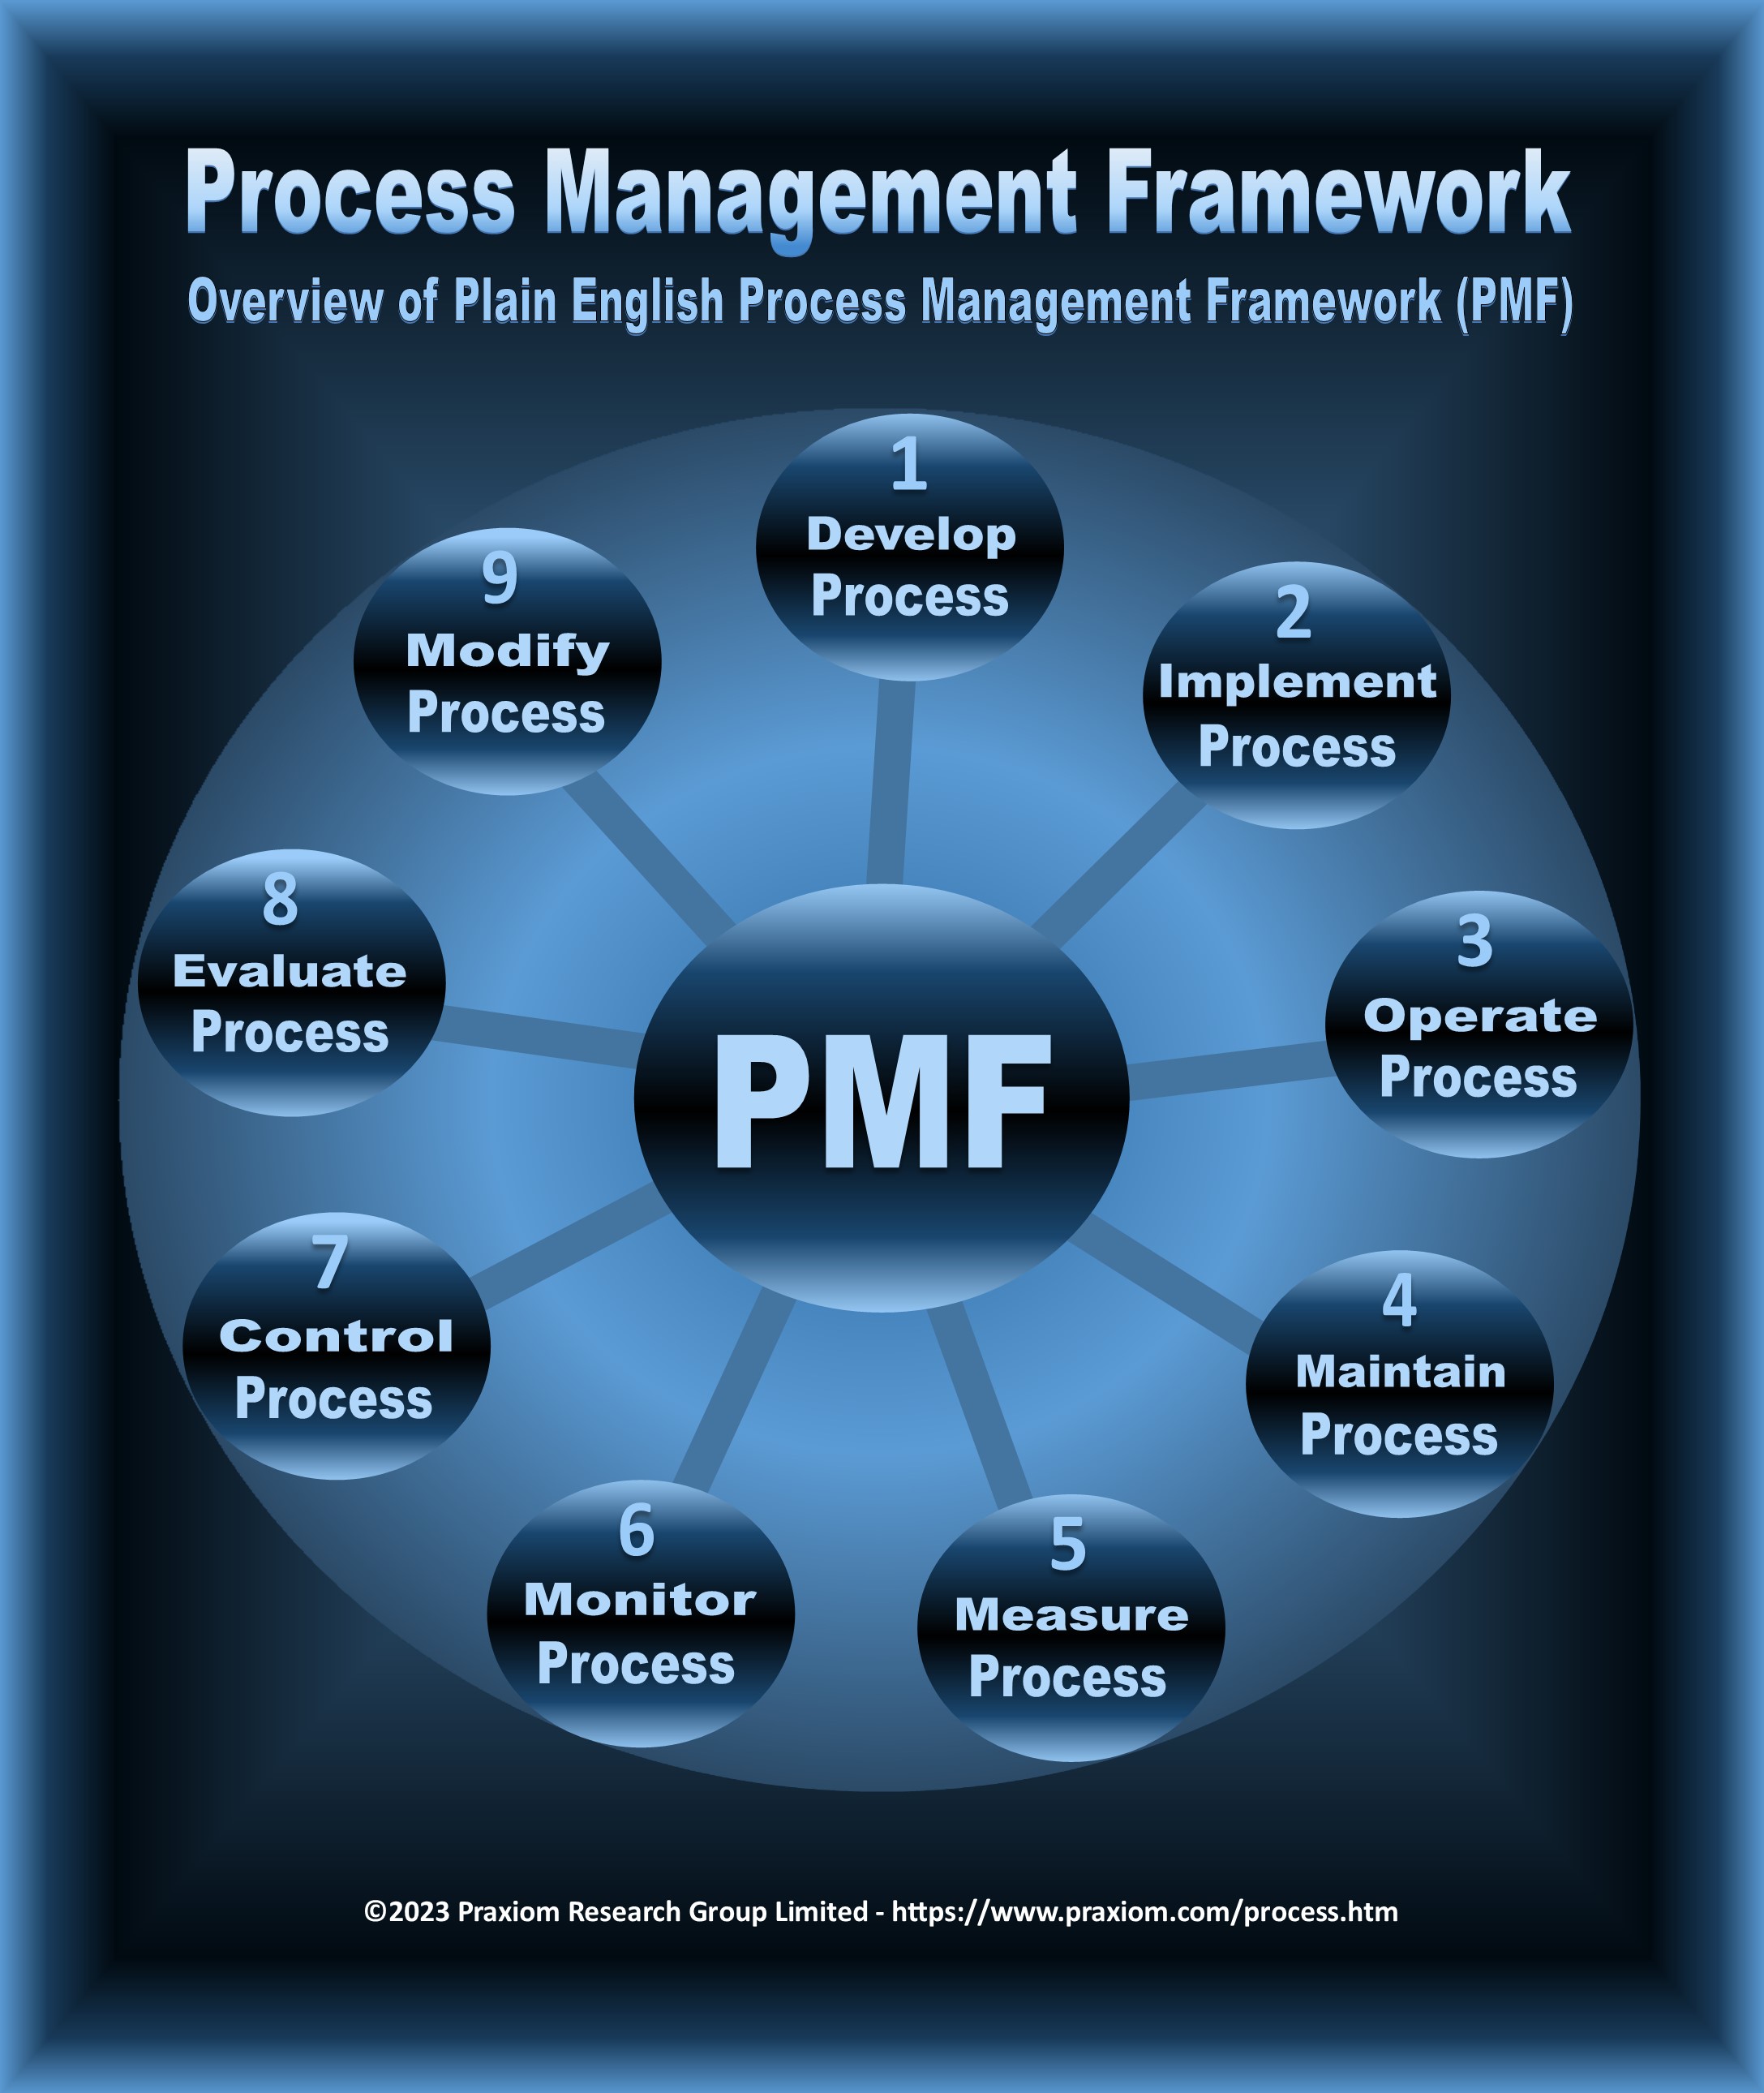 Process Management Framework
Overview of Plain English Process Management Framework (PMF)
1
Develop
Process
2
Implement
Process
3
Operate
Process
4
Maintain
Process
5
Measure
Process
6
Monitor
Process
7
Control
Process
8
Evaluate
Process
9
Modify
Process
PMF
©2023 Praxiom Research Group Limited - https://www.praxiom.com/process.htm